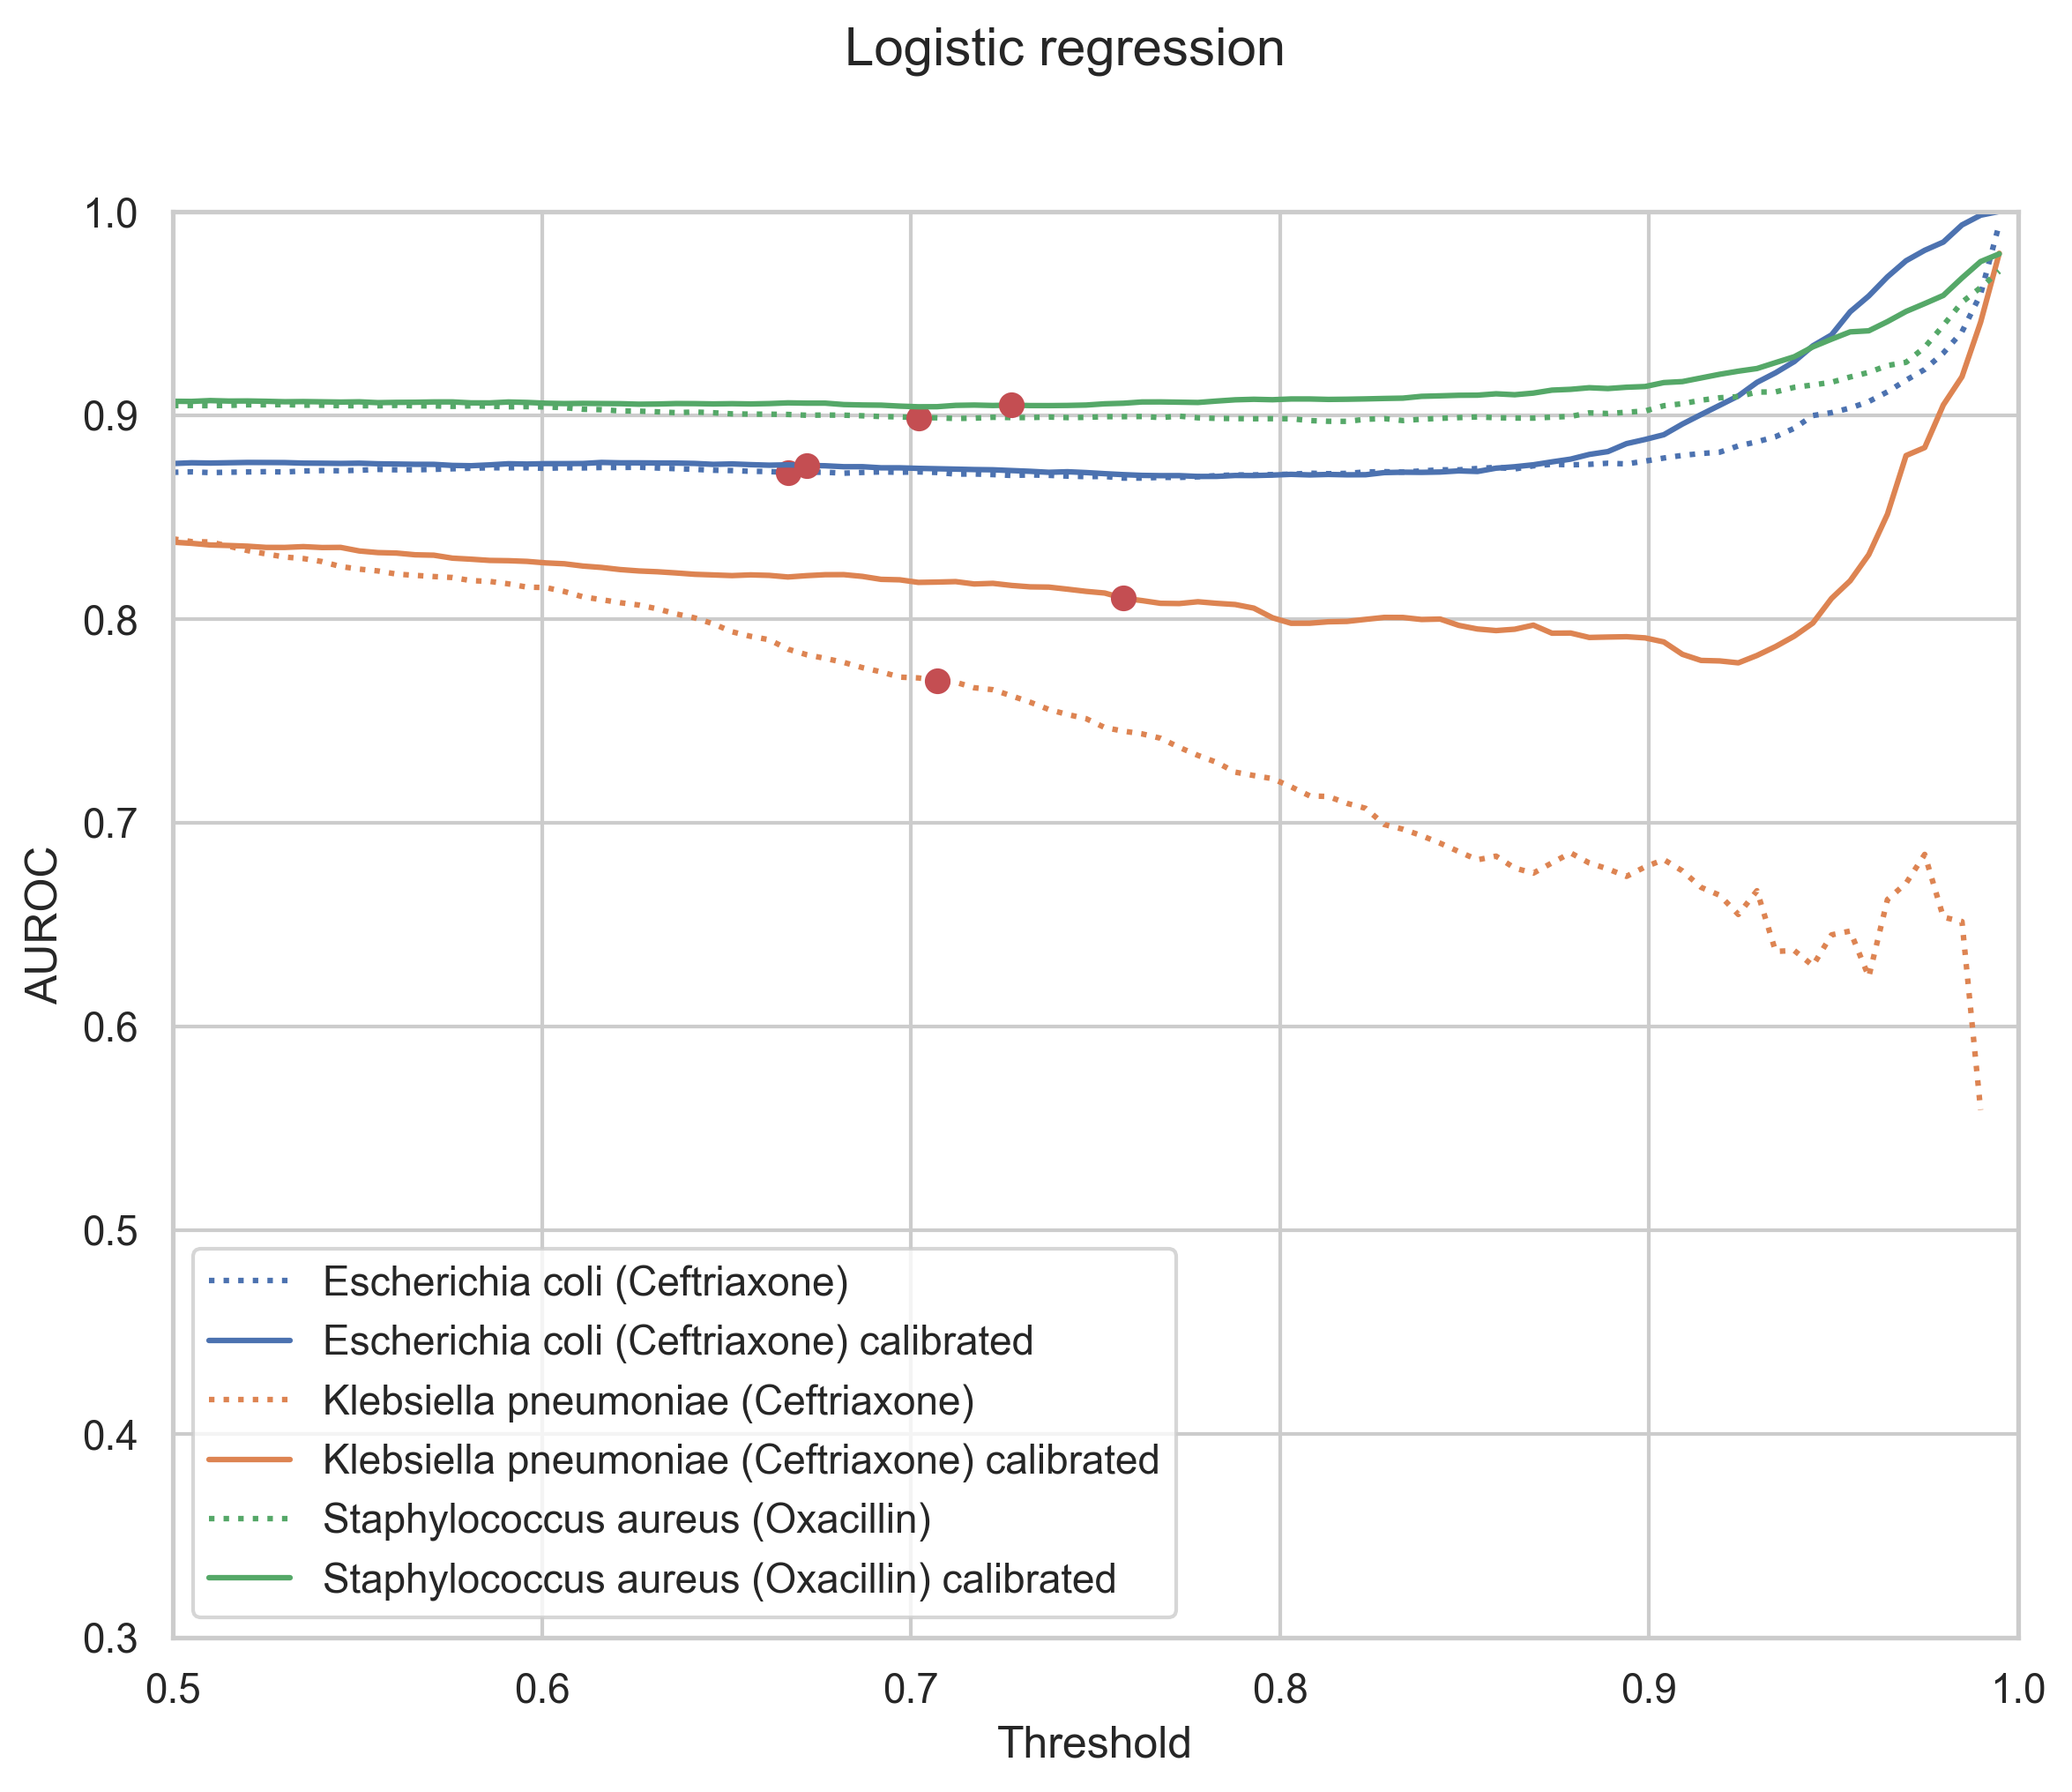 Logistic regression
1.0
0.9
0.8
0.7
0.6
0.5
0.4
0.3
AUROC
Escherichia coli (Ceftriaxone)
Escherichia coli (Ceftriaxone) calibrated
Klebsiella pneumoniae (Ceftriaxone)
Klebsiella pneumoniae (Ceftriaxone) calibrated
Staphylococcus aureus (Oxacillin)
Staphylococcus aureus (Oxacillin) calibrated
0.5 0.6 0.7 0.8 0.9 1.0
Threshold